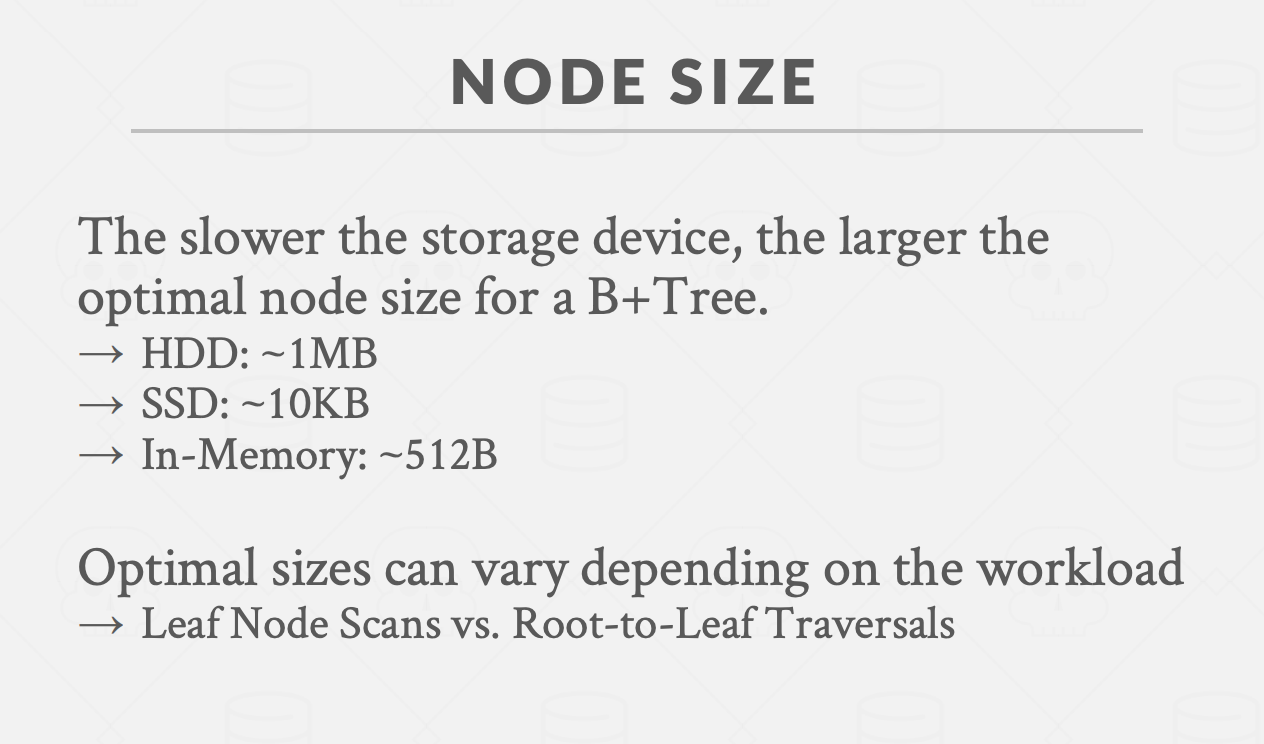 NODE SIZE
The slower the storage device, the larger the
optimal node size for a B+Tree.
→ HDD: ~1MB
→ SSD: ~10KB
→ In-Memory: ~512B
Optimal sizes can vary depending on the workload
→ Leaf Node Scans vs. Root-to-Leaf Traversals